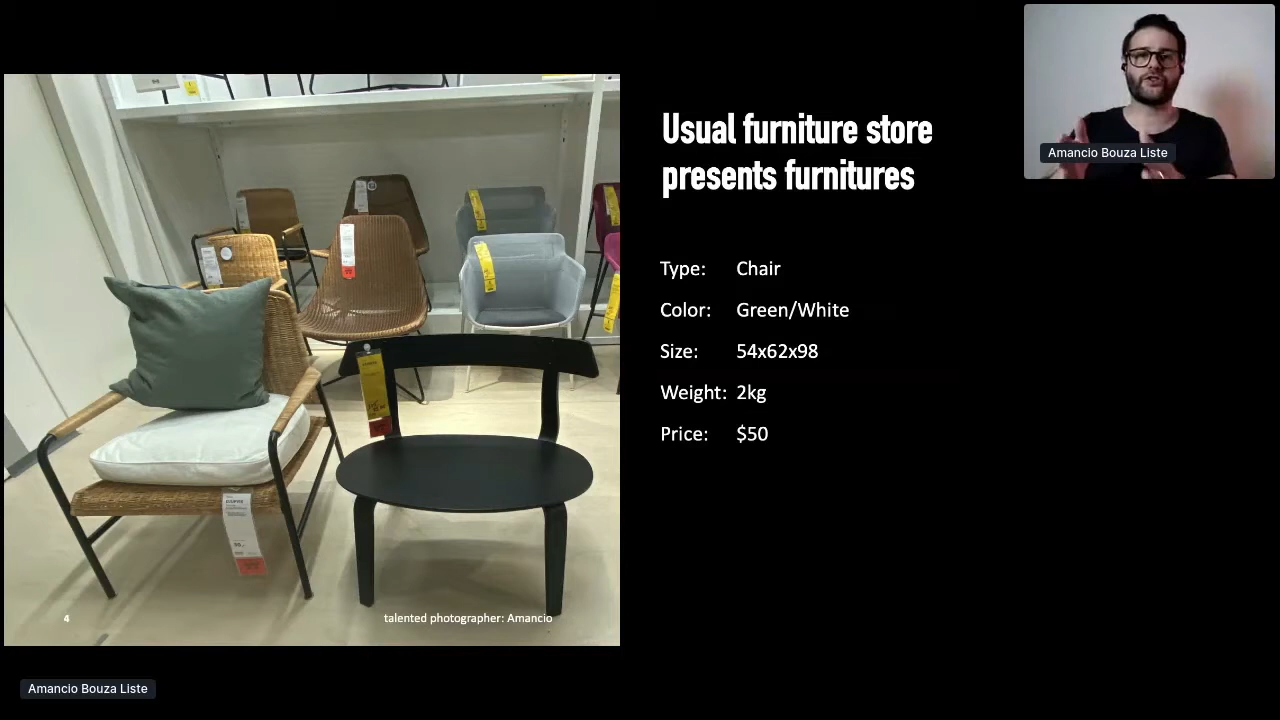 Usual furniture store
presents furnitures
Amancio Bouza Liste
Type: Chair
Color: Green/White
Size: 54x62x98
Weight: 2kg
Price: $50
4
talented photographer: Amancio
Amancio Bouza Liste